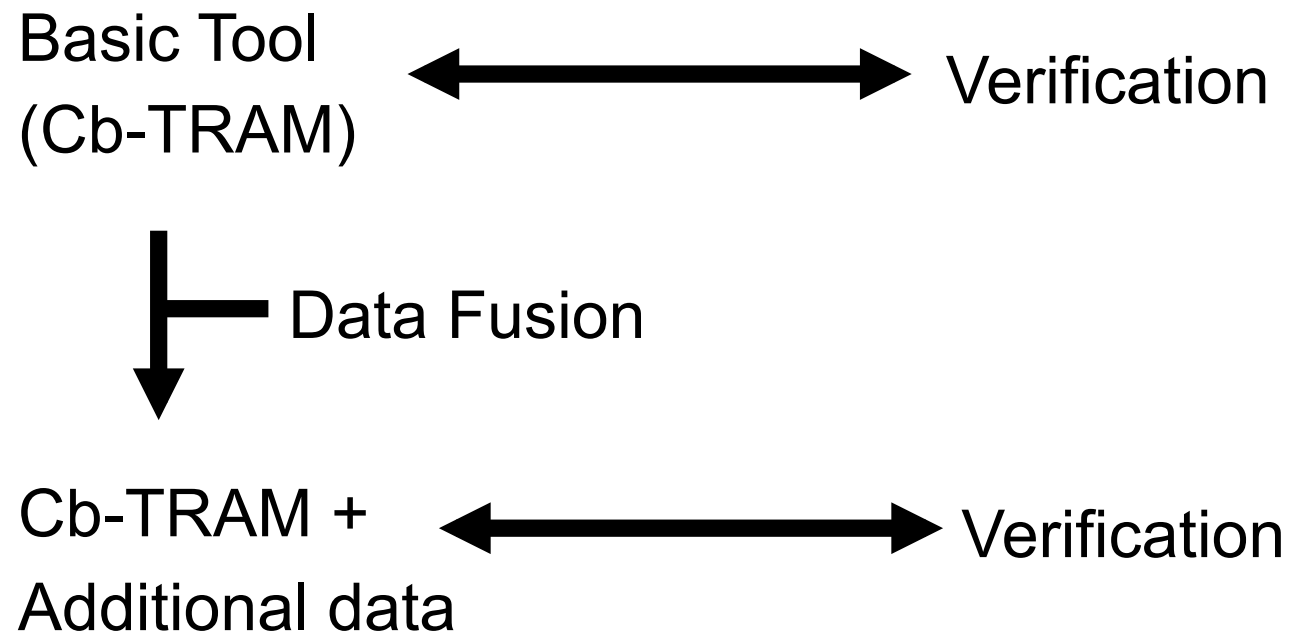 Basic Tool
(Cb-TRAM)
Verification
Data Fusion
Cb-TRAM +
Additional data
Verification